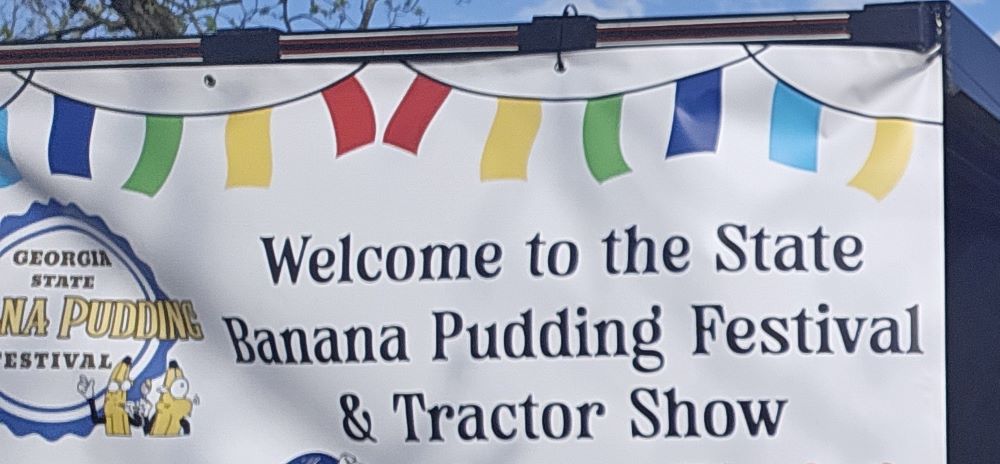 GEORGIA
STATE
NA PUDDING
ESTIVAL
Welcome to the State
Banana Pudding Festival
& Tractor Show